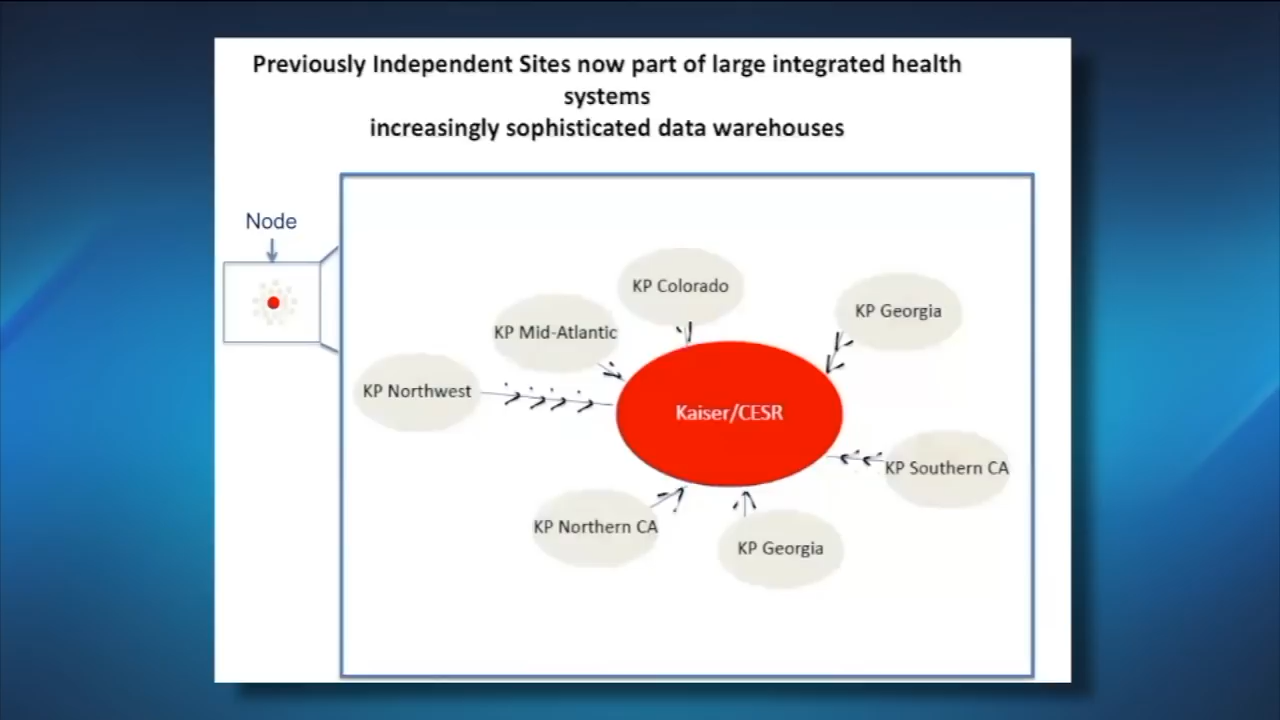 Previously Independent Sites now part of large integrated health
systems
increasingly sophisticated data warehouses
Node
KP Colorado
KP Georgia
KP Mid-Atlantic
KP Northwest
Kaiser/CESR
KP Southern CA
KP Northern CA
KP Georgia